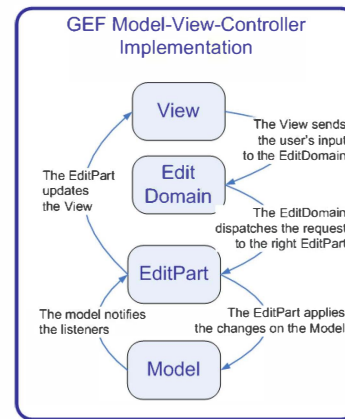 GEF Model-View-Controller
Implementation
View
The View sends
the user's input
to the EditDomain
Edit
Domain
The EditPart
updates
the View
The EditDomain
dispatches the request
to the right EditPart
EditPart
The model notifies
the listeners
The EditPart applies
the changes on the Model
Model